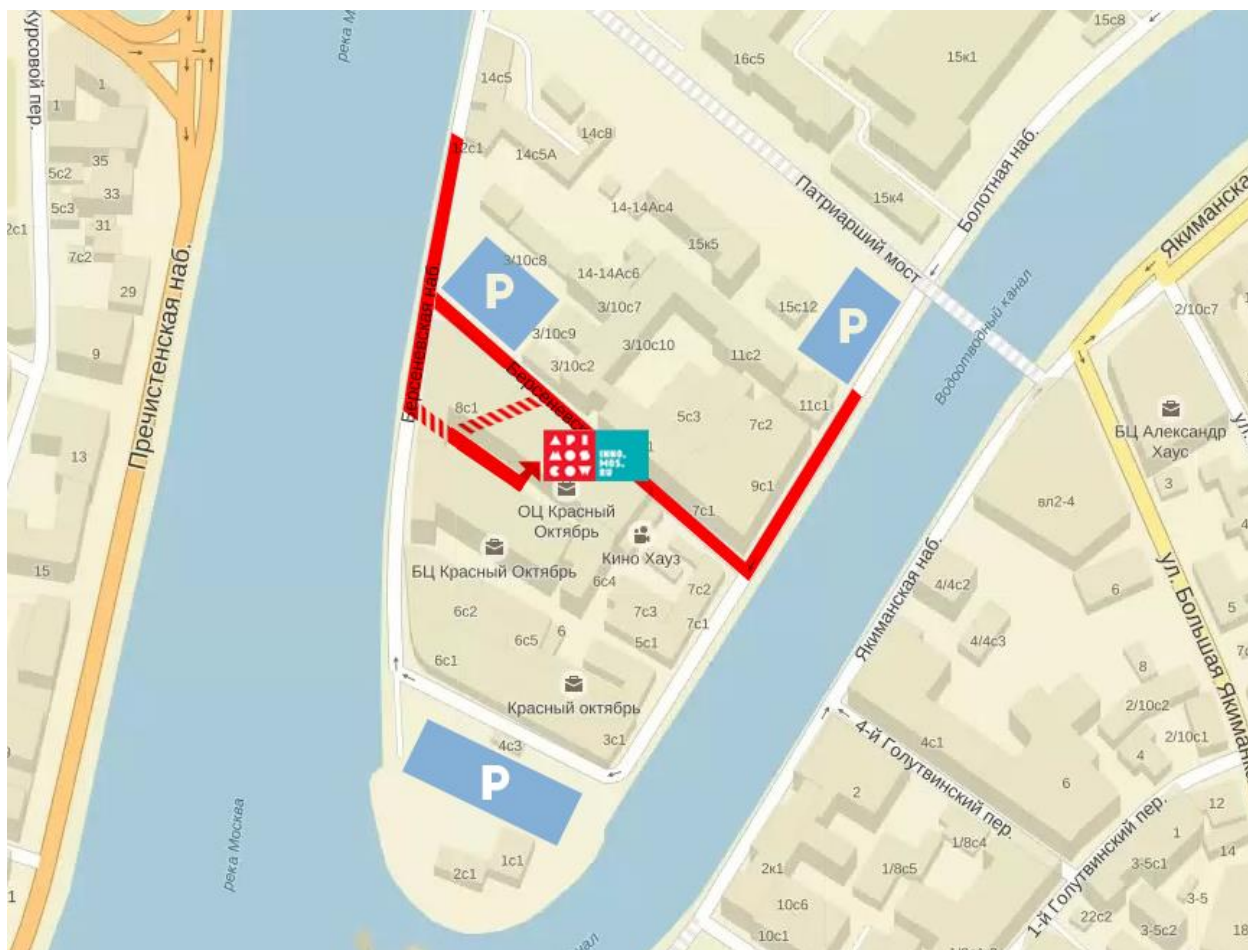 Курсовой пер.
река М
14с5
16с5
15к1
15с8
1
1
35
5с2
33
5с3
31
2с1
7с2
29
9
12с1
14с5А
14с8
14-14Ас4
15к5
15к4
Патриарший мост
Болотная наб.
Якиманска
Водоотводный канал
2/10с7
Пречистенская наб.
Берсеневская наб
3/10с8
P
14-14Ас6
3/10с7
3/10с9
3/10с10
3/10с2
15с12
P
11с2
11с1
8с1
5с3
7с2
9с1
7с1
API
MOS
COW
INNO.
MOS.
RU
ОЦ Красный
Октябрь
БЦ Красный Октябрь
Кино Хауз
БЦ Александр
Хаус
3
ул.
13
15
вл2-4
Якиманская наб.
ул. Большая Якиманка
6с4
7с2
7с3
7с1
5с1
6с2
6с5
6
6с1
Красный октябрь
3с1
4с3
P
2с1
1с1
река Москва
4/4с2
4/4с3
6
5
8
2/10с2
2/10с1
4
4с1
6
4-й Голутвинский пер.
1-й Голутвинский пер.
2
1/8с4
1/8с5
2к1
10с6
10с1
12
1
14
3-5с1
3-5
3-5с2
22с2
18